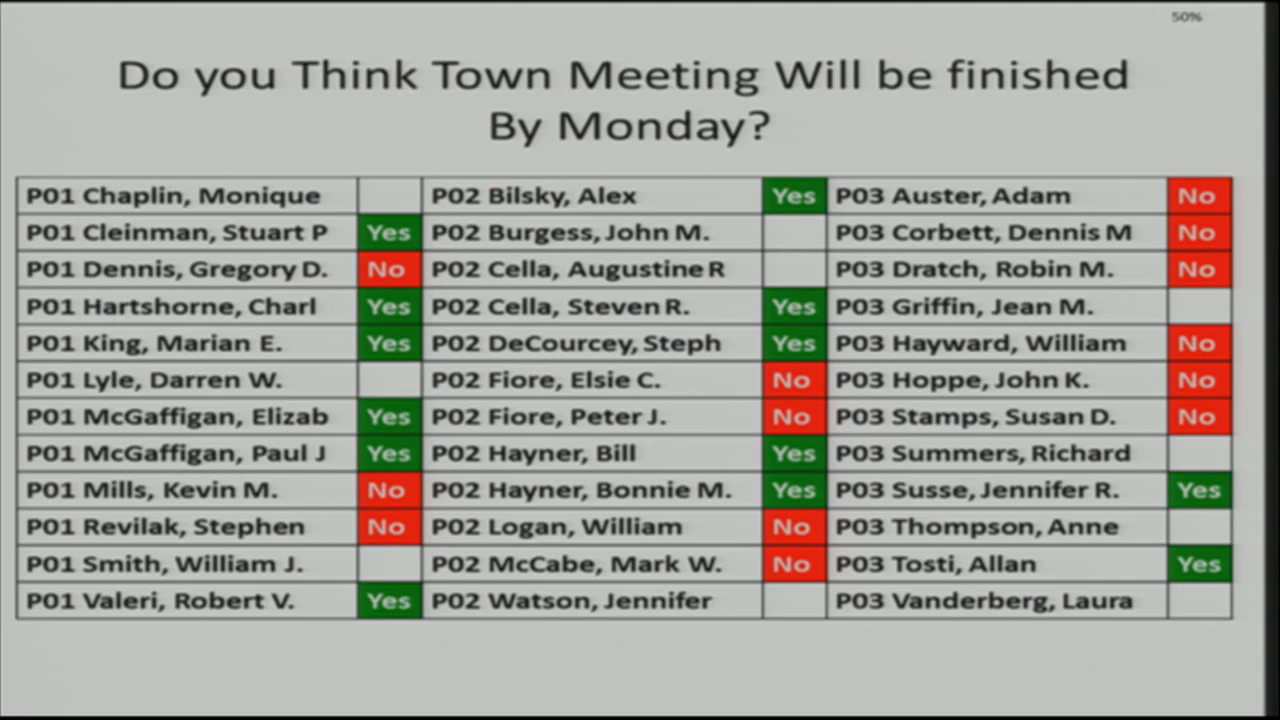 50%
Do you Think Town Meeting Will be finished
By Monday?
P01 Chaplin, Monique P02 Bilsky, Alex Yes P03 Auster, Adam No
P01 Cleinman, Stuart P Yes P02 Burgess, John M. P03 Corbett, Dennis M No
P01 Dennis, Gregory D. No P02 Cella, Augustine R P03 Dratch, Robin M. No
P01 Hartshorne, Charl Yes P02 Cella, Steven R. Yes P03 Griffin, Jean M.
P01 King, Marian E. Yes P02 DeCourcey, Steph Yes P03 Hayward, William No
P01 Lyle, Darren W. P02 Fiore, Elsie C. No P03 Hoppe, John K. No
P01 McGaffigan, Elizab Yes P02 Fiore, Peter J. No P03 Stamps, Susan D. No
P01 McGaffigan, Paul J Yes P02 Hayner, Bill Yes P03 Summers, Richard
P01 Mills, Kevin M. No P02 Hayner, Bonnie M. Yes P03 Susse, Jennifer R. Yes
P01 Revilak, Stephen No P02 Logan, William No P03 Thompson, Anne
P01 Smith, William J. P02 McCabe, Mark W. No P03 Tosti, Allan Yes
P01 Valeri, Robert V. Yes P02 Watson, Jennifer P03 Vanderberg, Laura